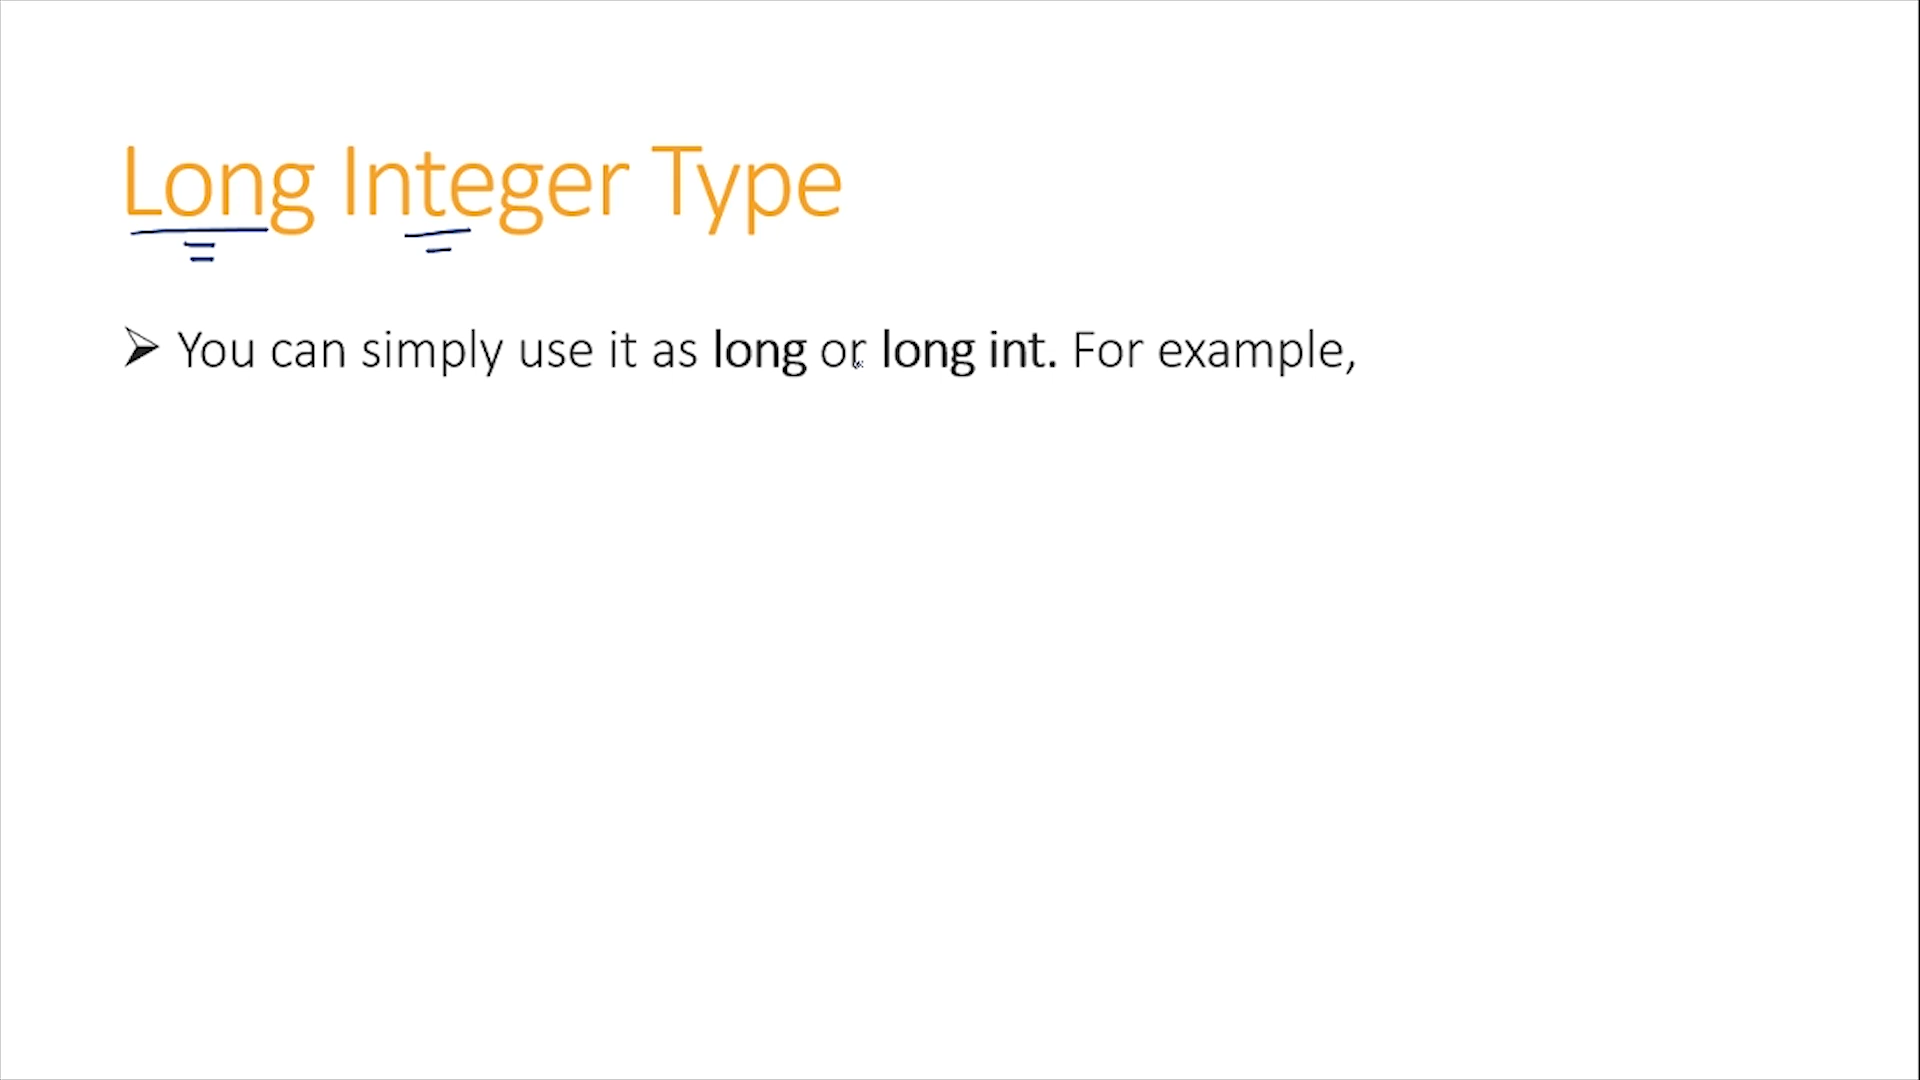 Long Integer Type
➢ You can simply use it as long or long int. For example,